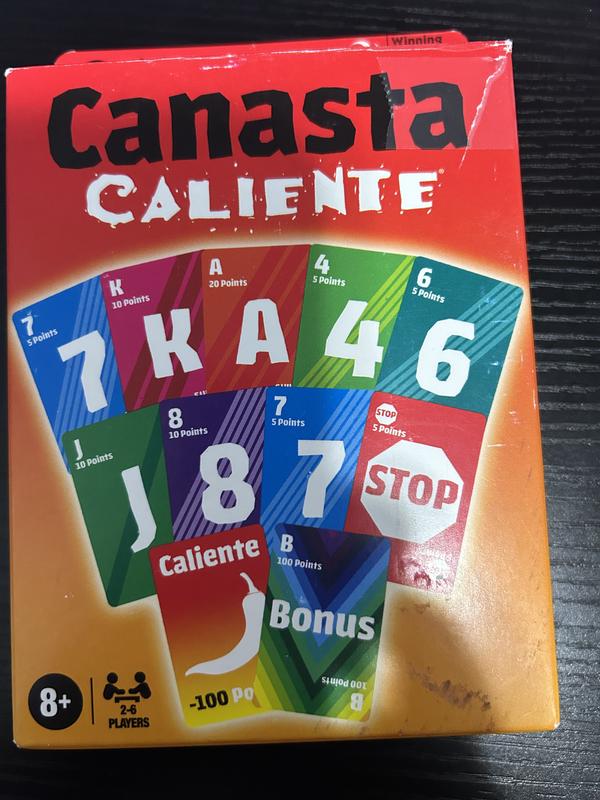 Winning
Canasta
CALIENTE®
7
5 Points
7
K
10 Points
K
A
20 Points
A
4
5 Points
4
6
5 Points
6
J
10 Points
J
8
10 Points
8
7
5 Points
7
STOP
5 Points
STOP
Caliente
-100 Po
B
100 Points
Bonus
100 Points
B
8+
2-6
PLAYERS